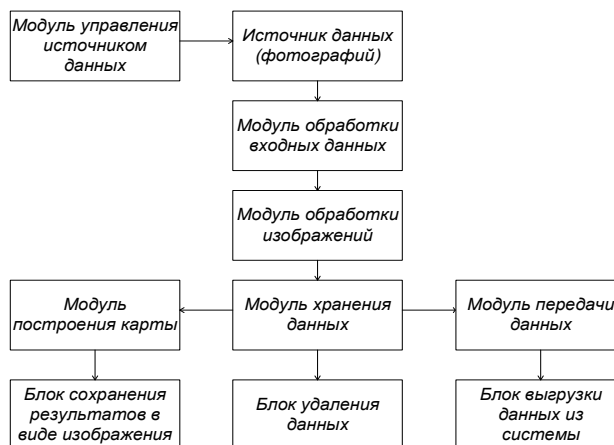 Модуль управления
источником
данных
Источник данных
(фотографий)
Модуль обработки
входных данных
Модуль обработки
изображений
Модуль
построения карты
Модуль хранения
данных
Модуль передачи
данных
Блок сохранения
результатов в
виде изображения
Блок удаления
данных
Блок выгрузки
данных из
системы